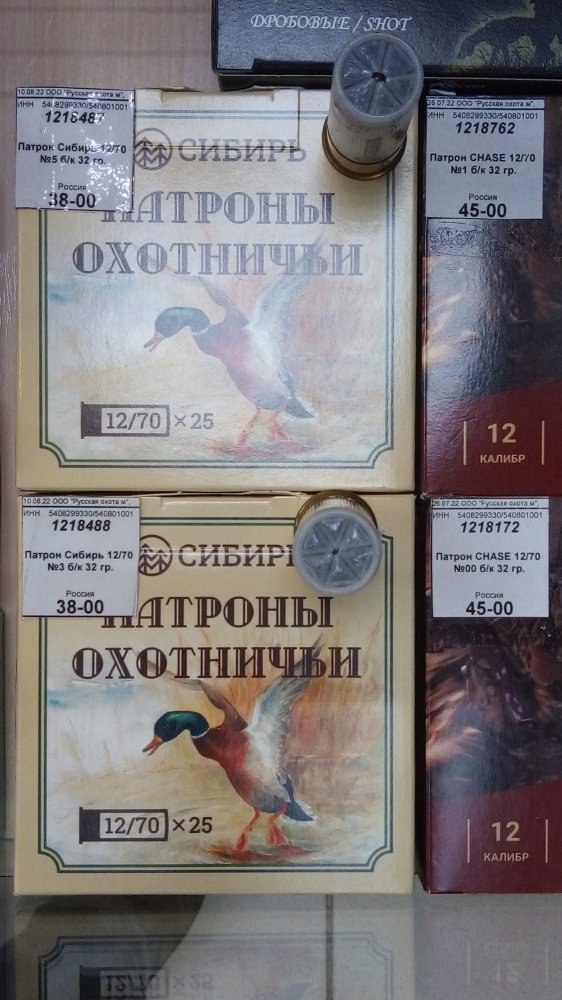 ДРОБОВЫЕ / SHOT
10.08.22 ООО "Русская охота м",
ИНН 5408299330/540801001
1218487
Патрон Сибирь 12/70
№5 б/к 32 гр.
Россия
38-00
СИБИРЬ
ПАТРОНЫ
ОХОТНИЧЬИ
12/70 ×25
26.07.22 ООО "Русская охота м",
ИНН 5408299330/540801001
1218762
Патрон CHASE 12/70
№1 б/к 32 гр.
Россия
45-00
12
КАЛИБР
10.08.22 ООО "Русская охота м",
ИНН 5408299330/540801001
1218488
Патрон Сибирь 12/70
№3 б/к 32 гр.
Россия
38-00
СИБИРЬ
ПАТРОНЫ
ОХОТНИЧЬИ
12/70 ×25
26.07.22 ООО "Русская охота м",
ИНН 5408299330/540801001
1218172
Патрон CHASE 12/70
№00 б/к 32 гр.
Россия
45-00
12
КАЛИБР